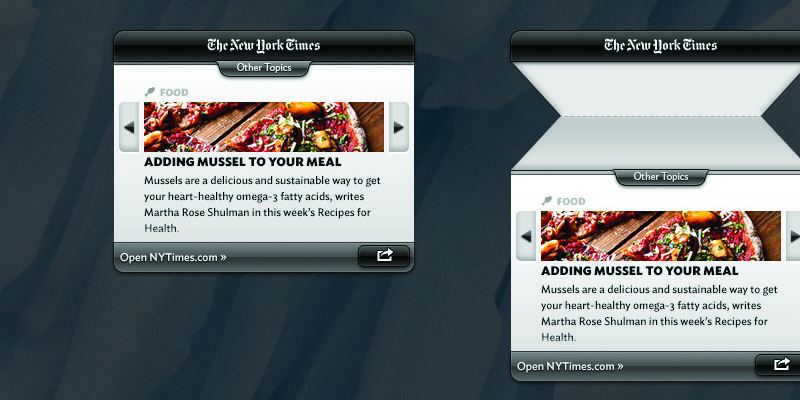 The New York Times
Other Topics
FOOD
ADDING MUSSEL TO YOUR MEAL
Mussels are a delicious and sustainable way to get
your heart-healthy omega-3 fatty acids, writes
Martha Rose Shulman in this week's Recipes for
Health.
Open NYTimes.com »
The New York Times
Other Topics
FOOD
ADDING MUSSEL TO YOUR MEAL
Mussels are a delicious and sustainable way to get
your heart-healthy omega-3 fatty acids, writes
Martha Rose Shulman in this week's Recipes for
Health.
Open NYTimes.com »